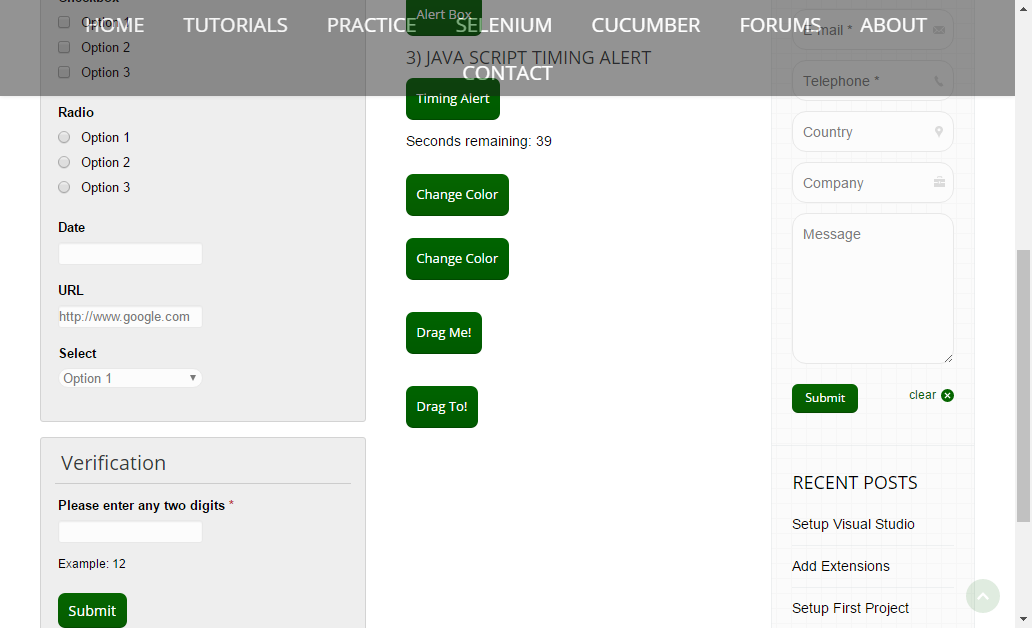 HOME TUTORIALS PRACTICE SELENIUM CUCUMBER FORUMS ABOUT
CONTACT
Checkbox
Option 1
Option 2
Option 3
Radio
Option 1
Option 2
Option 3
Date
URL
http://www.google.com
Select
Option 1
Verification
Please enter any two digits *
Example: 12
Submit
Alert Box
3) JAVA SCRIPT TIMING ALERT
Timing Alert
Seconds remaining: 39
Change Color
Change Color
Drag Me!
Drag To!
E-mail *
Telephone *
Country
Company
Message
Submit
clear
RECENT POSTS
Setup Visual Studio
Add Extensions
Setup First Project